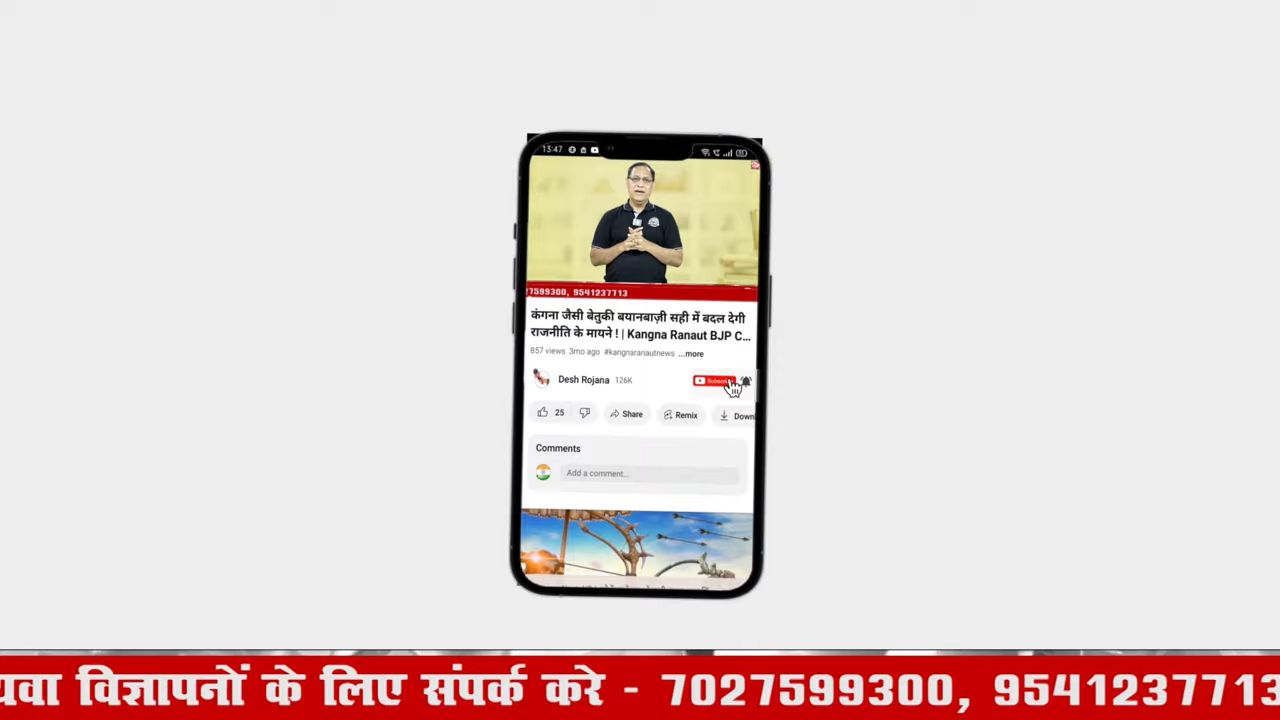 13:47
7599300, 9541237713
कंगना जैसी बेतुकी बयानबाज़ी सही में बदल देगी
राजनीति के मायने ! | Kangna Ranaut BJP C...
857 views 3mo ago #kangnaranautnews ...more
Desh Rojana 126K
25 Share Remix Down
Comments
Add a comment...
विज्ञापनों के लिए संपर्क करे - 7027599300, 9541237713